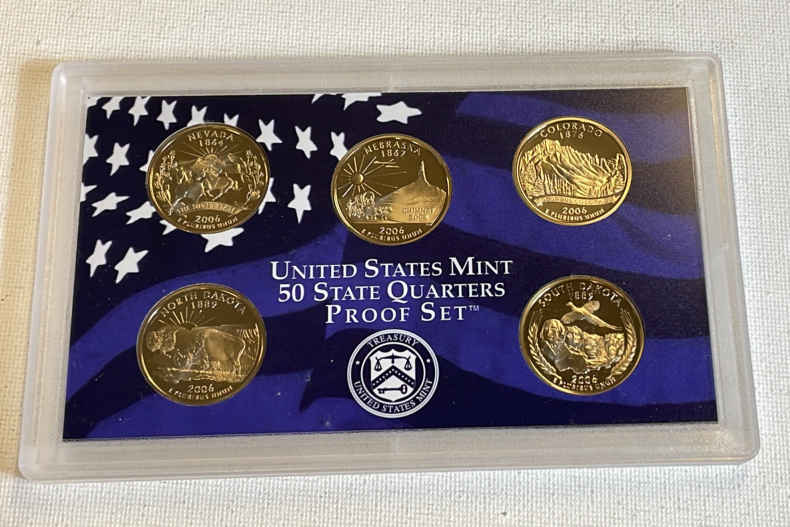 NEVADA
1864
THE SILVER STATE
2006
E PLURIBUS UNUM
NEBRASKA
1867
CHIMNEY
ROCK
2006
E PLURIBUS UNUM
COLORADO
1876
2006
E PLURIBUS UNUM
UNITED STATES MINT
50 STATE QUARTERS
PROOF SET™
NORTH DAKOTA
1889
2006
E PLURIBUS UNUM
TREASURY
UNITED STATES MINT
SOUTH DAKOTA
1889
2006
E PLURIBUS UNUM